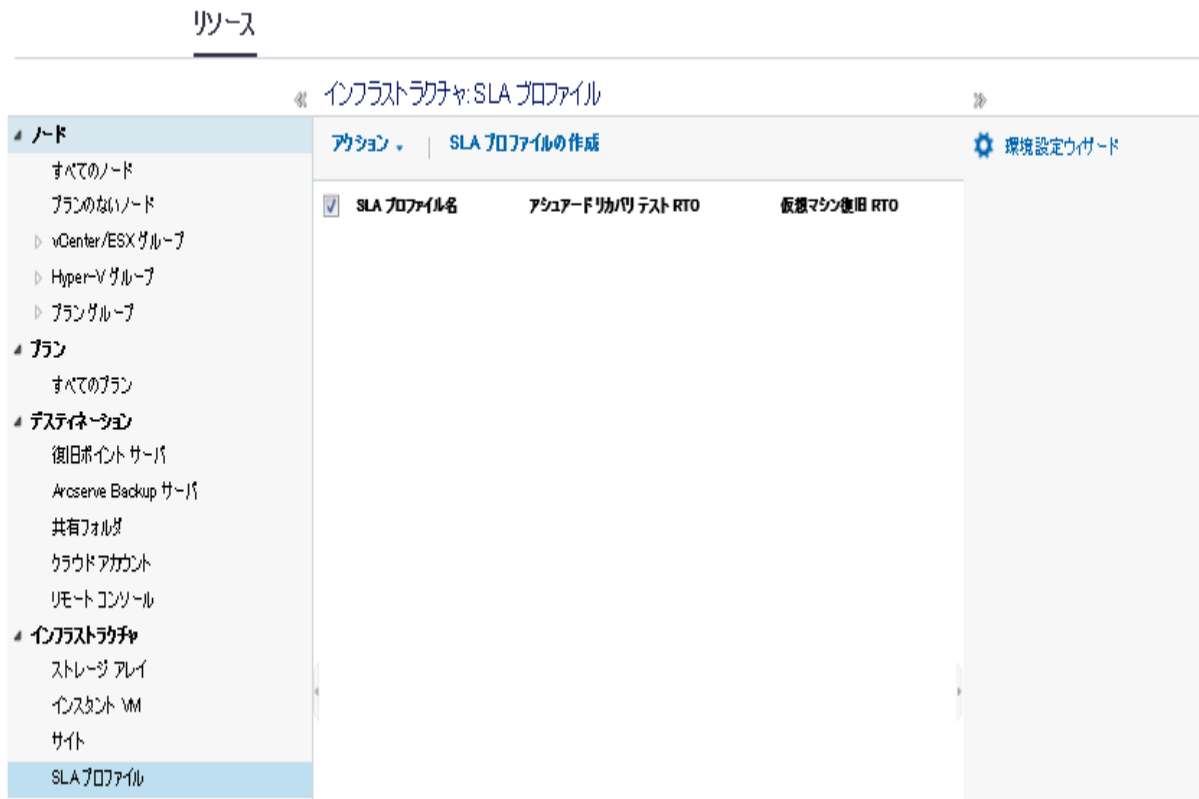 リソース
インフラストラクチャ: SLA プロファイル
ノード
すべてのノード
プランのないノード
vCenter/ESX グループ
Hyper-V グループ
プラン グループ
プラン
すべてのプラン
デスティネーション
復旧ポイント サーバ
Arcserve Backup サーバ
共有フォルダ
クラウド アカウント
リモート コンソール
インフラストラクチャ
ストレージ アレイ
インスタント VM
サイト
SLA プロファイル
アクション | SLA プロファイルの作成
SLA プロファイル名 アシュアード リカバリ テスト RTO 仮想マシン復旧 RTO
環境設定ウィザード